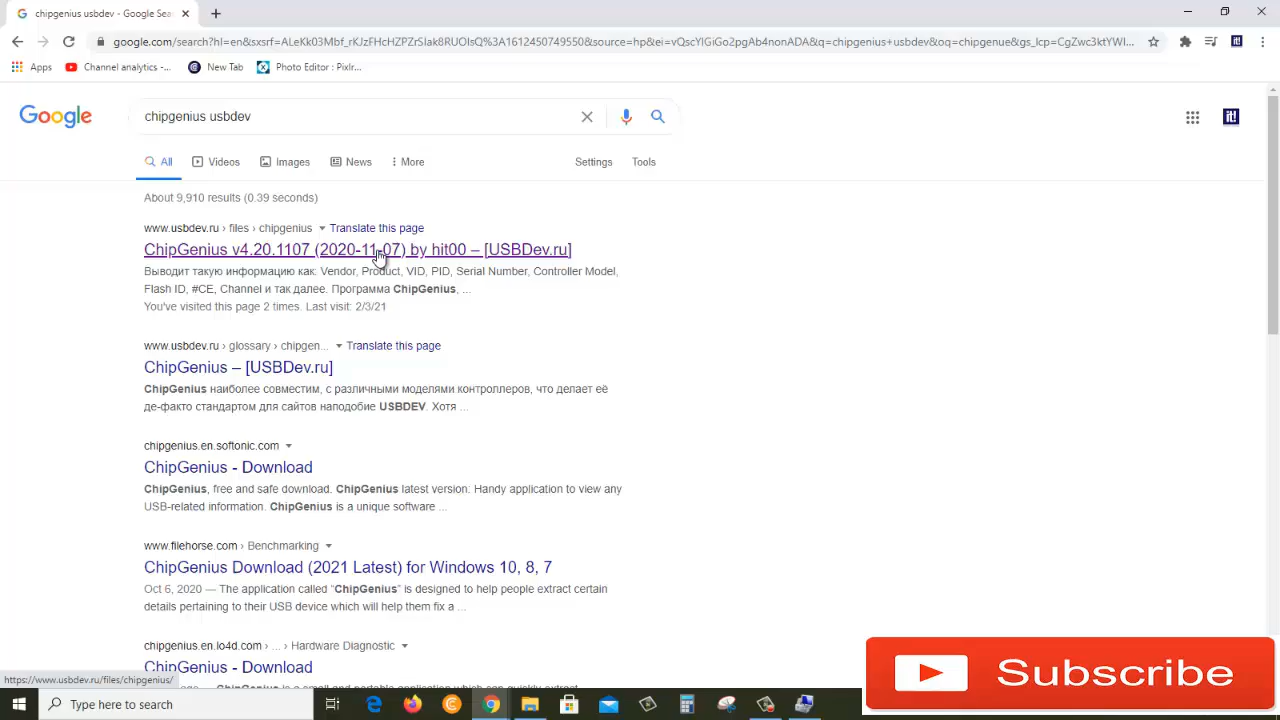 chipgenius usbdev - Google Sea
google.com/search?hl=en&sxsrf=ALeKk03Mbf_rKJzFHcHZPZrSlak8RUOIsQ%3A1612450749550&source=hp&ei=vQscYIGiGo2pgAb4nonADA&q=chipgenius+usbdev&oq=chipgenue&gs_lcp=CgZwc3ktYWl...
Apps
Channel analytics -...
New Tab
Photo Editor : Pixlr...
Google
chipgenius usbdev
it!
All
Videos
Images
News
More
Settings
Tools
About 9,910 results (0.39 seconds)
www.usbdev.ru › files › chipgenius Translate this page
ChipGenius v4.20.1107 (2020-11-07) by hit00 – [USBDev.ru]
Выводит такую информацию как: Vendor, Product, VID, PID, Serial Number, Controller Model,
Flash ID, #CE, Channel и так далее. Программа ChipGenius, ...
You've visited this page 2 times. Last visit: 2/3/21
www.usbdev.ru › glossary › chipgen... Translate this page
ChipGenius – [USBDev.ru]
ChipGenius наиболее совместим, с различными моделями контроллеров, что делает её
де-факто стандартом для сайтов наподобие USBDEV. Хотя ...
chipgenius.en.softonic.com
ChipGenius - Download
ChipGenius, free and safe download. ChipGenius latest version: Handy application to view any
USB-related information. ChipGenius is a unique software ...
www.filehorse.com › Benchmarking
ChipGenius Download (2021 Latest) for Windows 10, 8, 7
Oct 6, 2020 — The application called “ChipGenius” is designed to help people extract certain
details pertaining to their USB device which will help them fix a ...
chipgenius.en.lo4d.com › ... › Hardware Diagnostic
ChipGenius - Download
https://www.usbdev.ru/files/chipgenius/
Subscribe
Type here to search